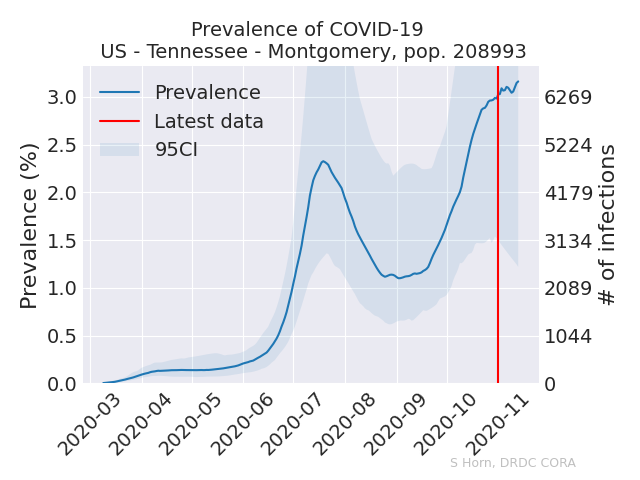 Prevalence of COVID-19
US - Tennessee - Montgomery, pop. 208993
Prevalence
Latest data
95CI
Prevalence (%)
3.0
2.5
2.0
1.5
1.0
0.5
0.0
6269
5224
4179
3134
2089
1044
0
# of infections
2020-03
2020-04
2020-05
2020-06
2020-07
2020-08
2020-09
2020-10
2020-11
S Horn, DRDC CORA